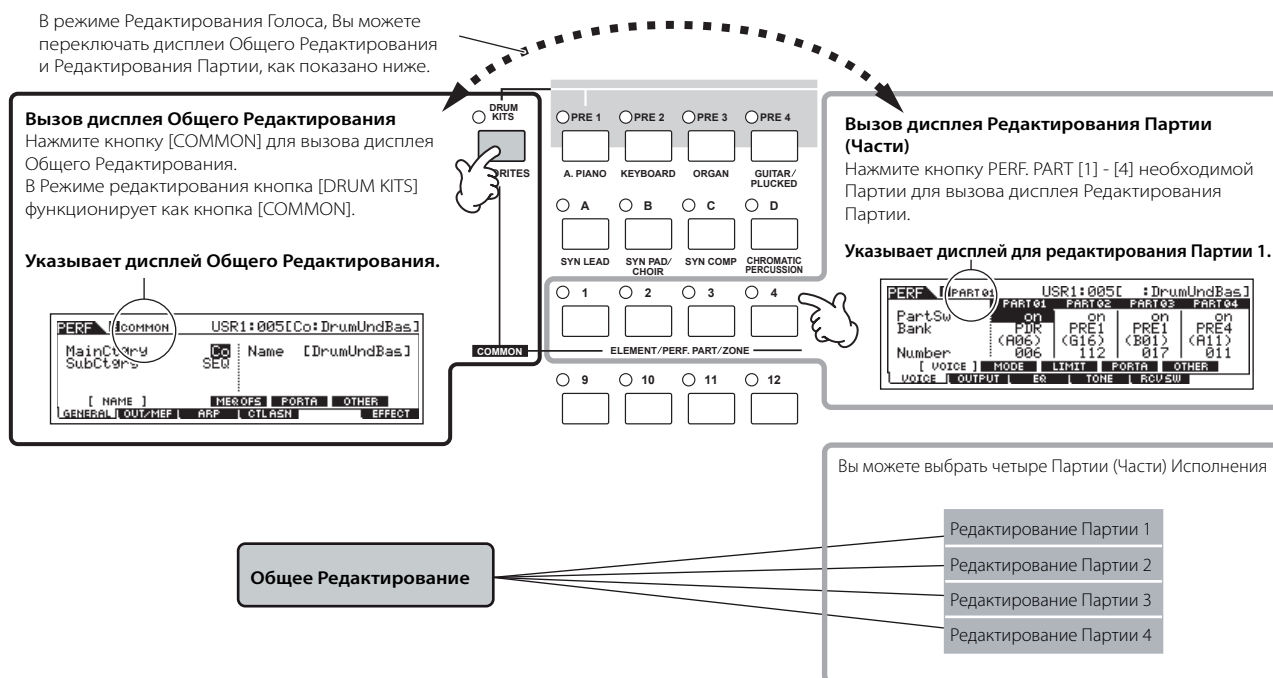 В режиме Редактирования Голоса, Вы можете
переключать дисплеи Общего Редактирования
и Редактирования Партии, как показано ниже.
Вызов дисплея Общего Редактирования
Нажмите кнопку [COMMON] для вызова дисплея
Общего Редактирования.
В Режиме редактирования кнопка [DRUM KITS]
функционирует как кнопка [COMMON].
Указывает дисплей Общего Редактирования.
PERF COMMON USR1:005[Co:DrumUndBas]
MainCtgry Co Name [DrumUndBas]
SubCtgry SEQ
[ NAME ] MEQOFS PORTA OTHER
GENERAL OUT/MEF ARP CTLASN EFFECT
DRUM
KITS
PRE 1 PRE 2 PRE 3 PRE 4
A. PIANO KEYBOARD ORGAN GUITAR/
PLUCKED
A B C D
SYN LEAD SYN PAD/
CHOIR SYN COMP CHROMATIC
PERCUSSION
1 2 3 4
COMMON ELEMENT/PERF. PART/ZONE
9 10 11 12
Вызов дисплея Редактирования Партии
(Части)
Нажмите кнопку PERF. PART [1] - [4] необходимой
Партии для вызова дисплея Редактирования
Партии.
Указывает дисплей для редактирования Партии 1.
PERF PART01 USR1:005[ :DrumUndBas]
PART01 PART02 PART03 PART04
PartSw on on on on
Bank PDR PRE1 PRE1 PRE4
(A06) (G16) (B01) (A11)
Number 006 112 017 011
[ VOICE ] MODE LIMIT PORTA OTHER
VOICE OUTPUT EQ TONE RCVSW
Вы можете выбрать четыре Партии (Части) Исполнения
Общее Редактирование
Редактирование Партии 1
Редактирование Партии 2
Редактирование Партии 3
Редактирование Партии 4